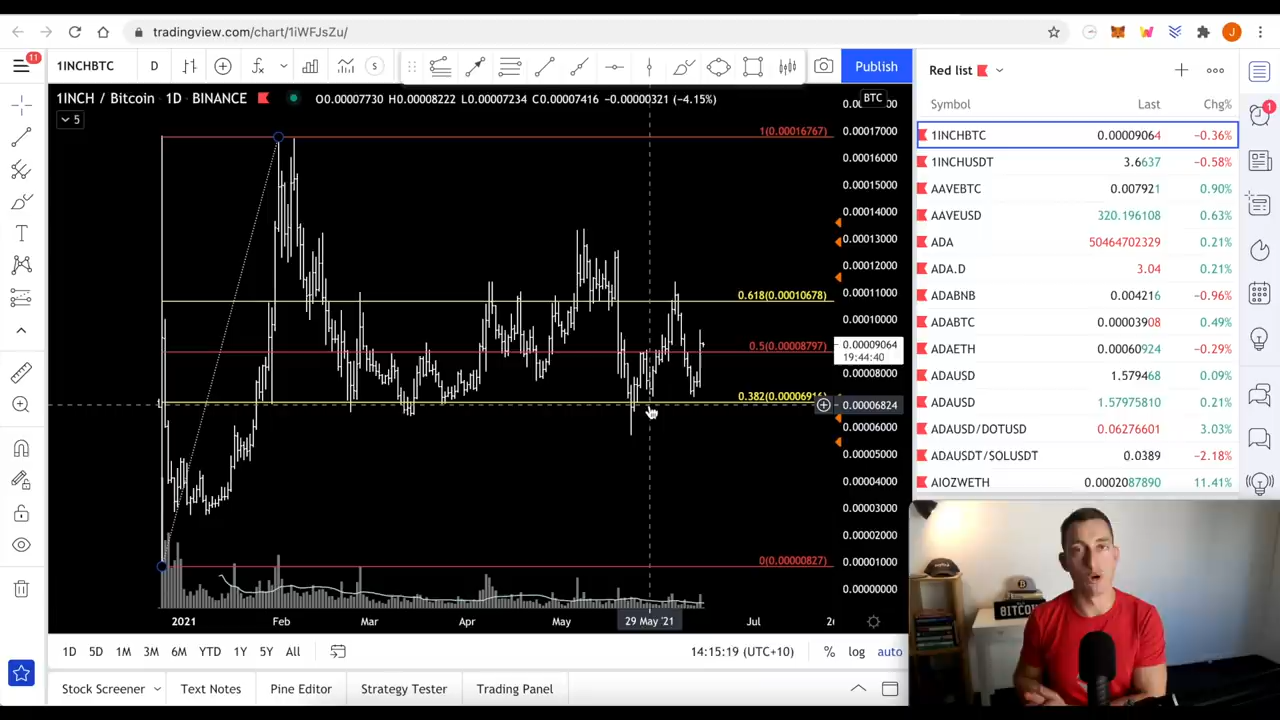 tradingview.com/chart/1iWFJsZu/
J
11
1INCHBTC
D
S
Publish
Red list
1INCH / Bitcoin · 1D · BINANCE
O0.00007730 H0.00008222 L0.00007234 C0.00007416 −0.00000321 (−4.15%)
BTC
5
Symbol Last Chg%
1INCHBTC 0.00009064 −0.36%
1INCHUSDT 3.6637 −0.58%
AAVEBTC 0.007921 0.90%
AAVEUSD 320.196108 0.63%
ADA 50464702329 0.21%
ADA.D 3.04 0.21%
ADABNB 0.004216 −0.96%
ADABTC 0.00003908 0.49%
ADAETH 0.00060924 −0.29%
ADAUSD 1.579468 0.09%
ADAUSD 1.57975810 0.21%
ADAUSD/DOTUSD 0.06276601 3.03%
ADAUSDT/SOLUSDT 0.0389 −2.18%
AIOZWETH 0.0002087890 11.41%
1
1(0.00016767)
0.618(0.00010678)
0.5(0.00008797)
0.382(0.00006916)
0(0.00000827)
0.00017000
0.00016000
0.00015000
0.00014000
0.00013000
0.00012000
0.00011000
0.00010000
0.00009064
19:44:40
0.00008000
0.00006824
0.00006000
0.00005000
0.00004000
0.00003000
0.00002000
0.00001000
0.00000000
2021 Feb Mar Apr May 29 May '21 Jul
1D 5D 1M 3M 6M YTD 1Y 5Y All
14:15:19 (UTC+10) % log auto
Stock Screener Text Notes Pine Editor Strategy Tester Trading Panel
BITCOIN